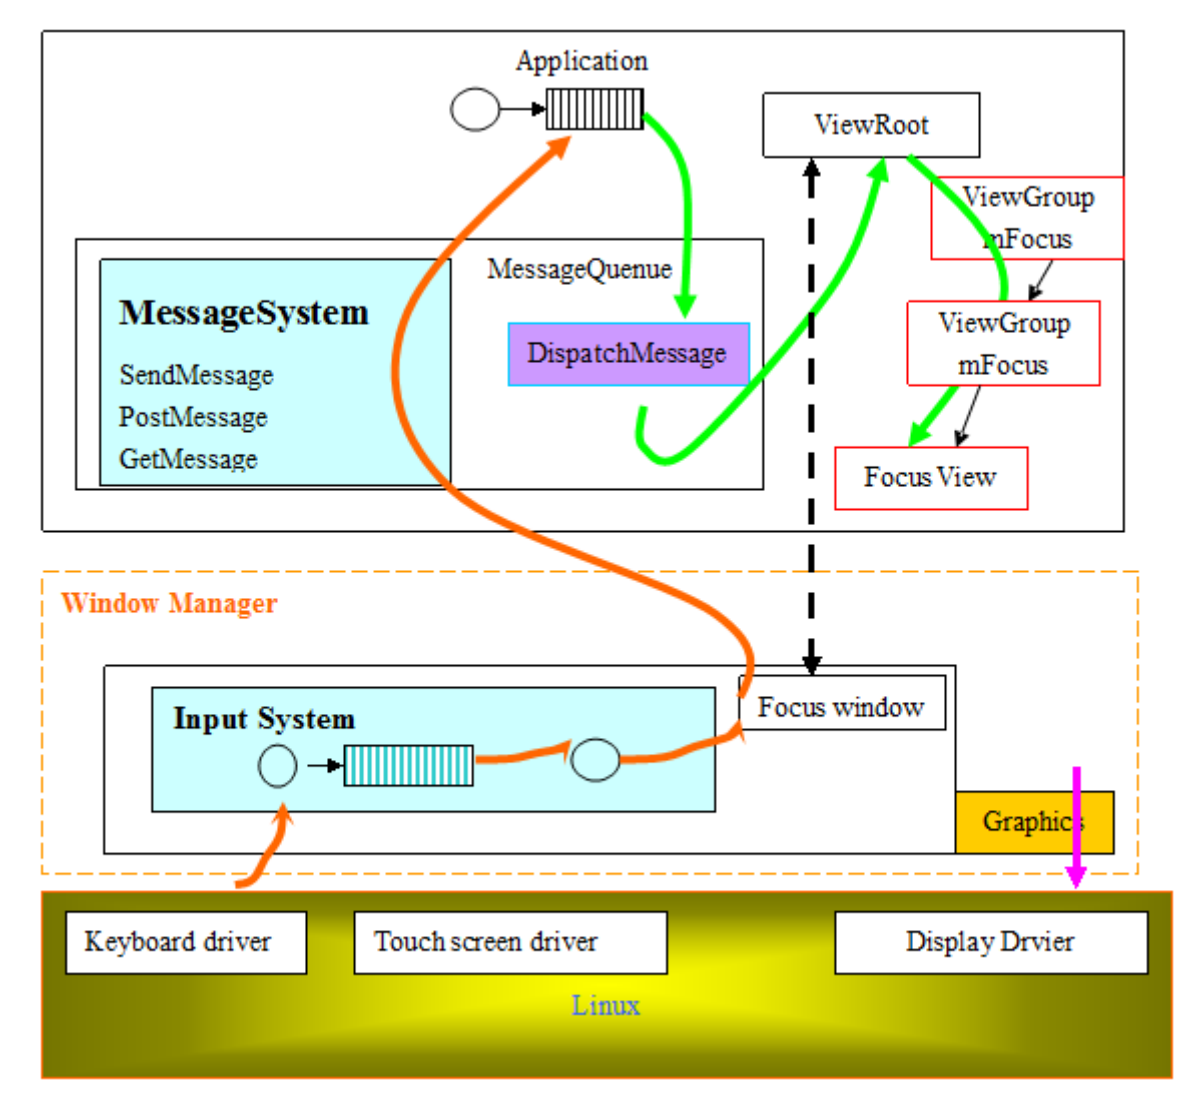 Application
ViewRoot
ViewGroup
mFocus
MessageQuenue
MessageSystem
SendMessage
PostMessage
GetMessage
DispatchMessage
ViewGroup
mFocus
Focus View
Window Manager
Input System
Focus window
Graphics
Keyboard driver
Touch screen driver
Display Drvier
Linux